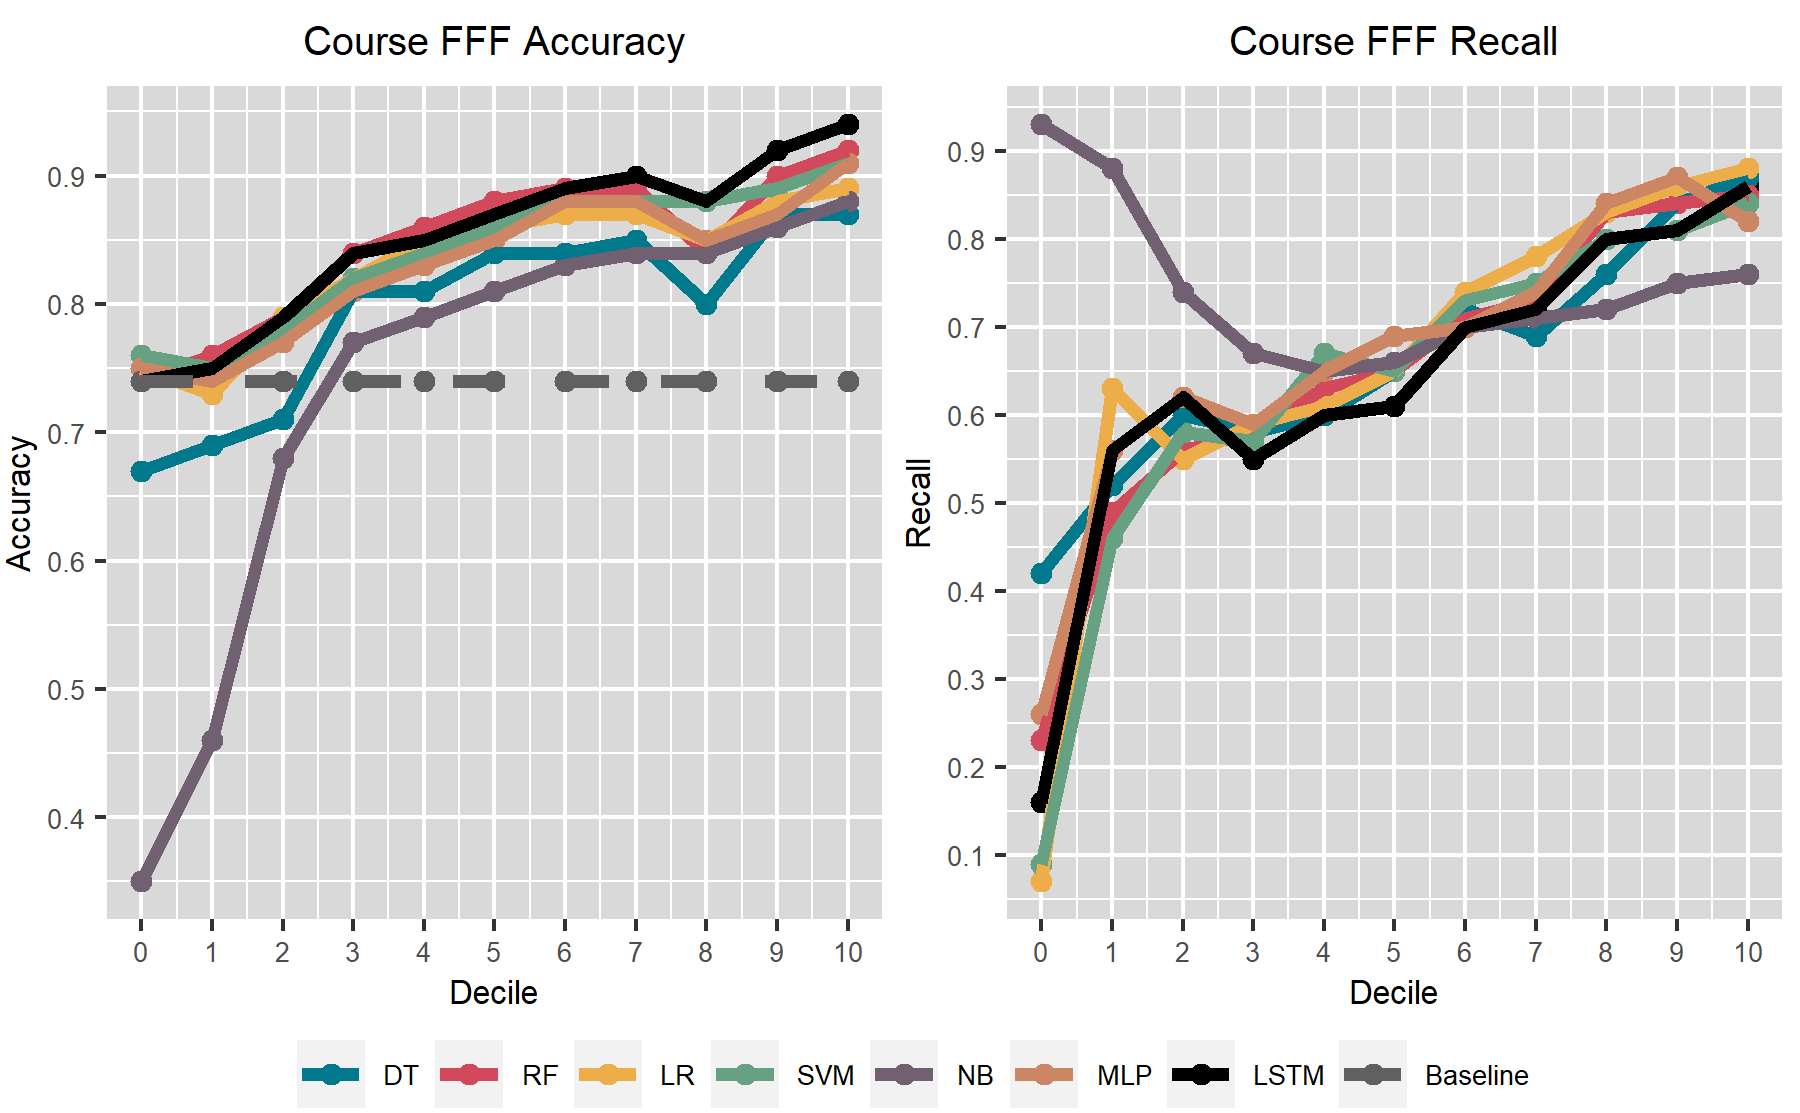 Course FFF Accuracy
Course FFF Recall
Accuracy
0.9
0.8
0.7
0.6
0.5
0.4
0 1 2 3 4 5 6 7 8 9 10
Decile
Recall
0.9
0.8
0.7
0.6
0.5
0.4
0.3
0.2
0.1
0 1 2 3 4 5 6 7 8 9 10
Decile
DT RF LR SVM NB MLP LSTM Baseline